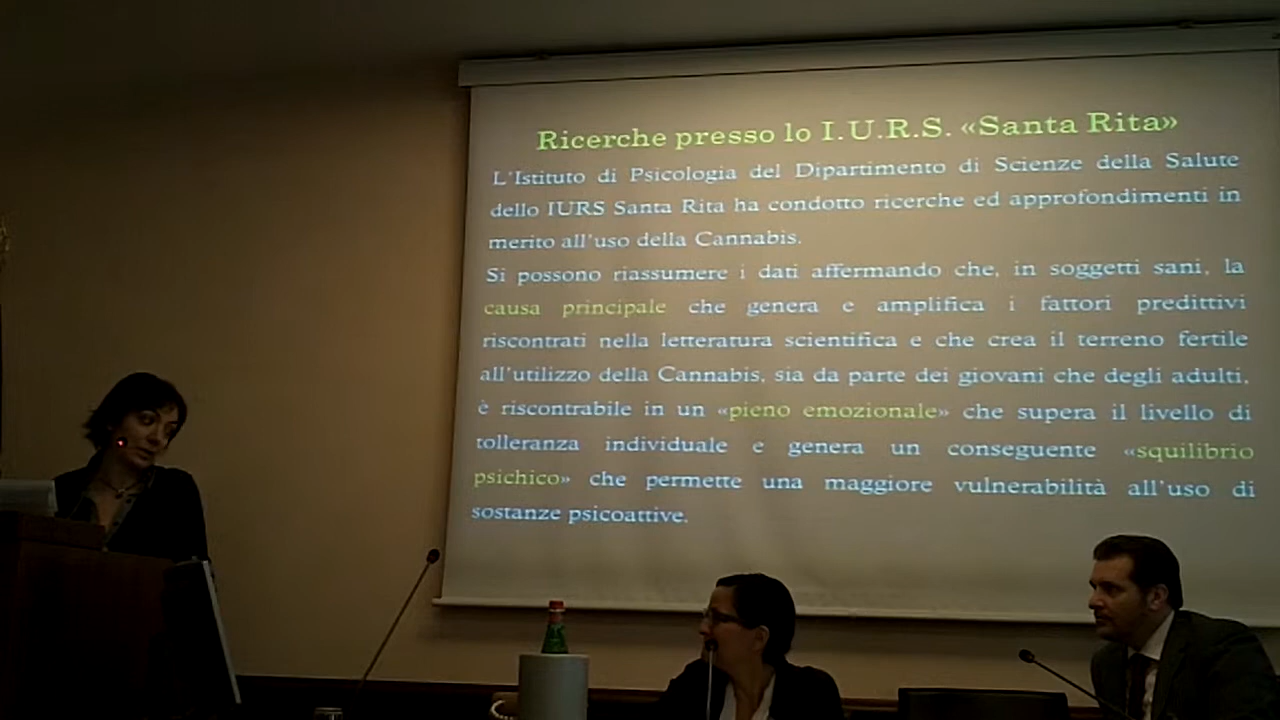 Ricerche presso lo I.U.R.S. «Santa Rita»
L'Istituto di Psicologia del Dipartimento di Scienze della Salute
dello IURS Santa Rita ha condotto ricerche ed approfondimenti in
merito all'uso della Cannabis.
Si possono riassumere i dati affermando che, in soggetti sani, la
causa principale che genera e amplifica i fattori predittivi
riscontrati nella letteratura scientifica e che crea il terreno fertile
all'utilizzo della Cannabis, sia da parte dei giovani che degli adulti,
è riscontrabile in un «pieno emozionale» che supera il livello di
tolleranza individuale e genera un conseguente «squilibrio
psichico» che permette una maggiore vulnerabilità all'uso di
sostanze psicoattive.